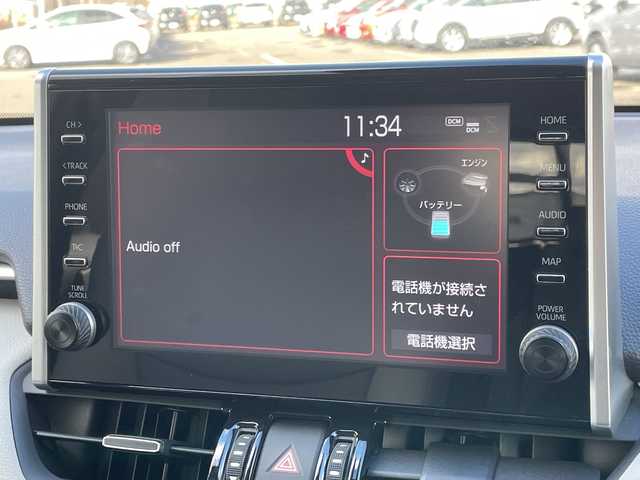 CH >
< TRACK
PHONE
T・C
TUNE
SCROLL
Home
11:34
DCM
DCM
Audio off
エンジン
バッテリー
電話機が接続さ
れていません
電話機選択
HOME
MENU
AUDIO
MAP
POWER
VOLUME